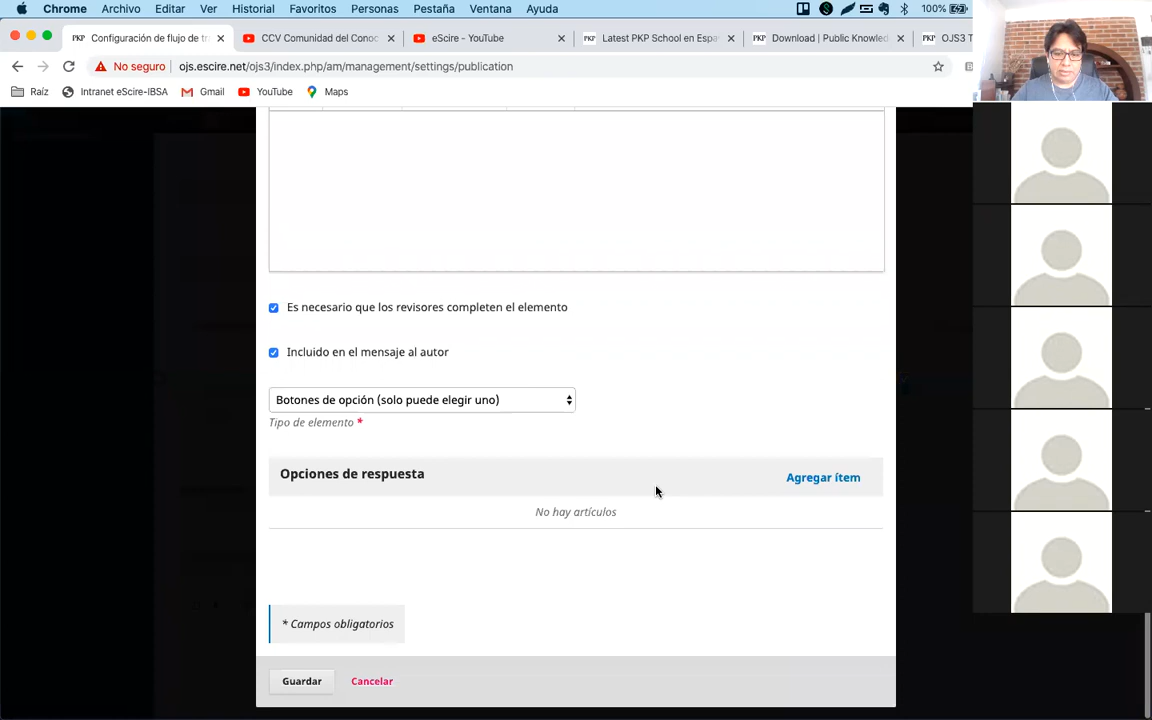 Chrome Archivo Editar Ver Historial Favoritos Personas Pestaña Ventana Ayuda 100%
PKP Configuración de flujo de tr
CCV Comunidad del Conoc
eScire - YouTube
PKP Latest PKP School en Espa
PKP Download | Public Knowled
PKP OJS3 T
No seguro ojs.escire.net/ojs3/index.php/am/management/settings/publication
Raíz Intranet eScire-IBSA Gmail YouTube Maps
Es necesario que los revisores completen el elemento
Incluido en el mensaje al autor
Botones de opción (solo puede elegir uno)
Tipo de elemento *
Opciones de respuesta
Agregar ítem
No hay artículos
* Campos obligatorios
Guardar Cancelar